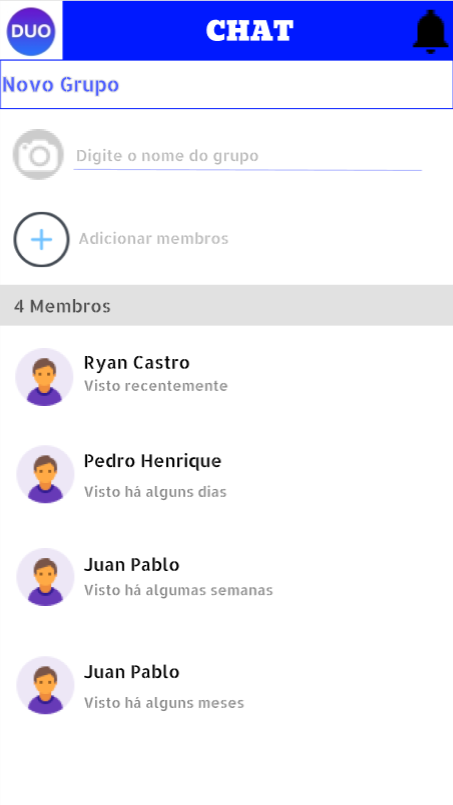 DUO
CHAT
Novo Grupo
Digite o nome do grupo
Adicionar membros
4 Membros
Ryan Castro
Visto recentemente
Pedro Henrique
Visto há alguns dias
Juan Pablo
Visto há algumas semanas
Juan Pablo
Visto há alguns meses